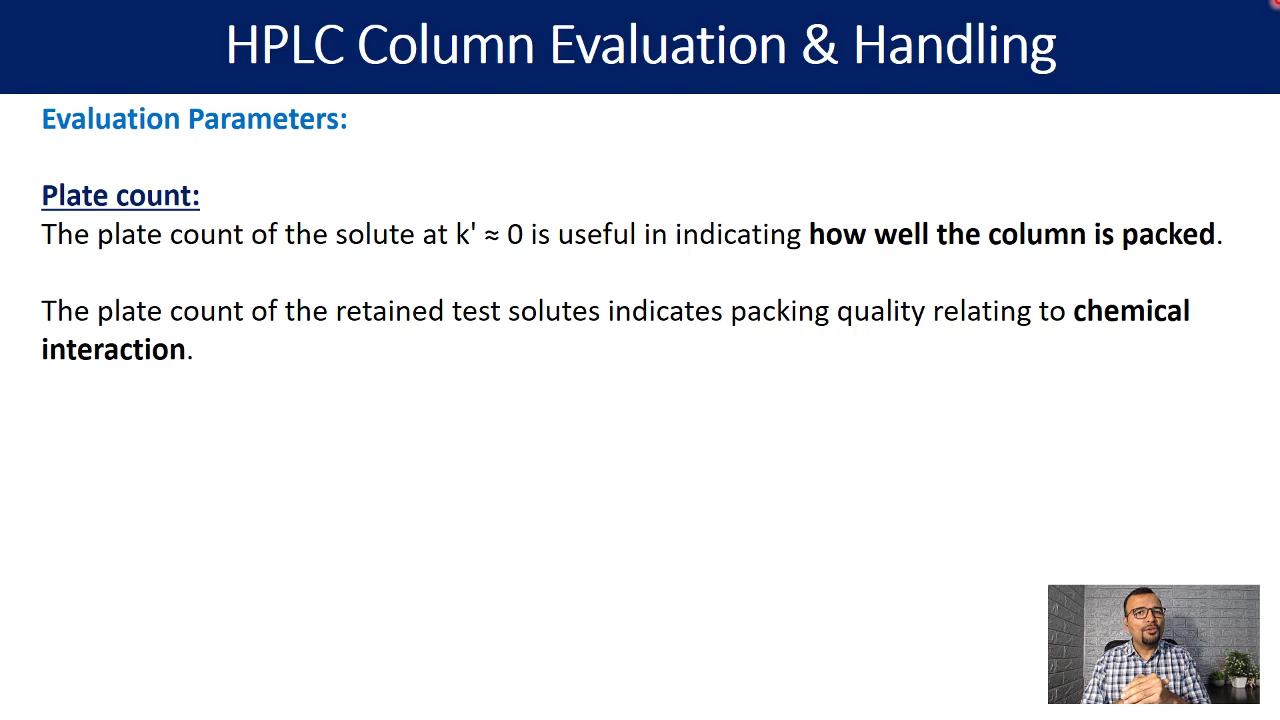 HPLC Column Evaluation & Handling
Evaluation Parameters:
Plate count:
The plate count of the solute at k' ≈ 0 is useful in indicating how well the column is packed.
The plate count of the retained test solutes indicates packing quality relating to chemical
interaction.